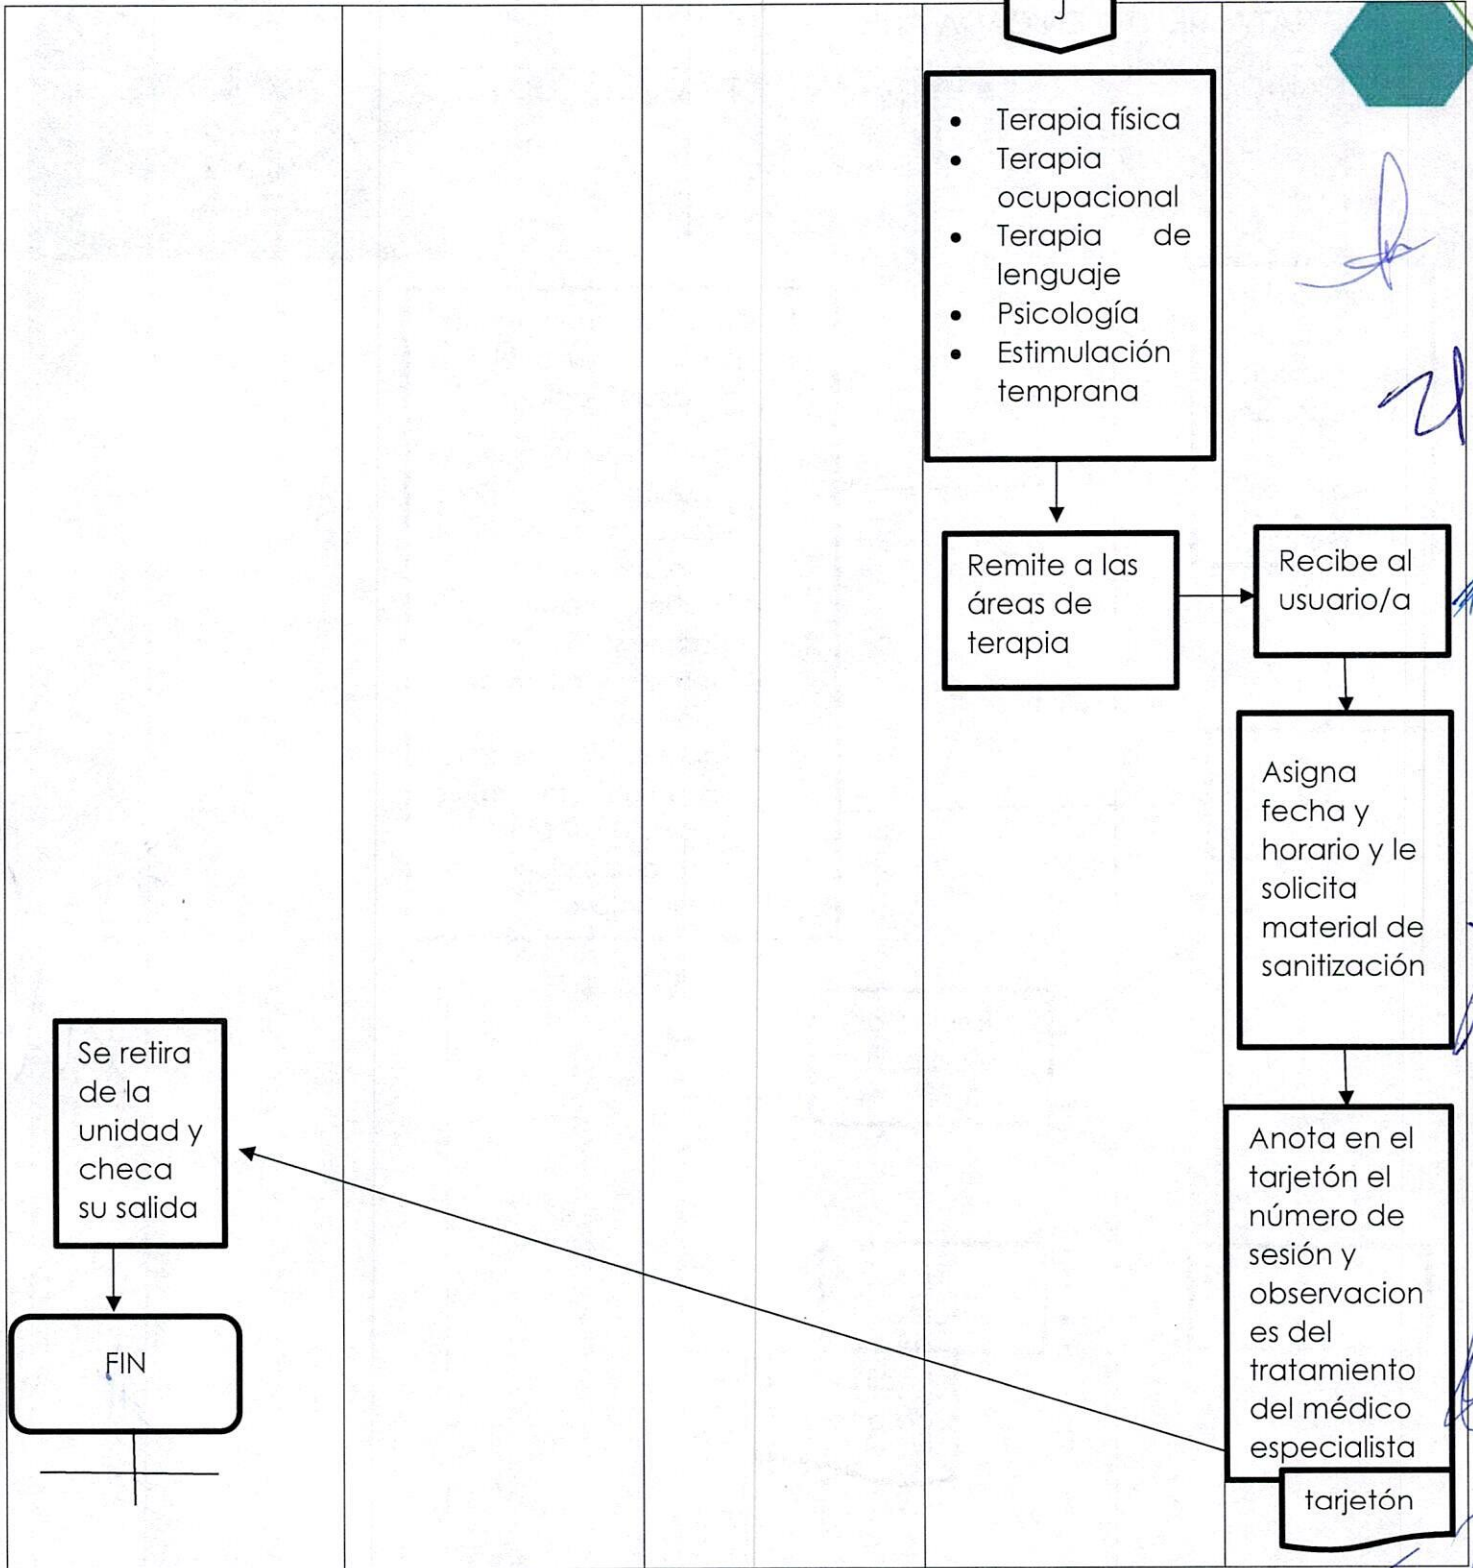 J
• Terapia física
• Terapia
ocupacional
• Terapia de
lenguaje
• Psicología
• Estimulación
temprana
Remite a las
áreas de
terapia
Recibe al
usuario/a
Asigna
fecha y
horario y le
solicita
material de
sanitización
Se retira
de la
unidad y
checa
su salida
Anota en el
tarjetón el
número de
sesión y
observacion
es del
tratamiento
del médico
especialista
tarjetón
FIN